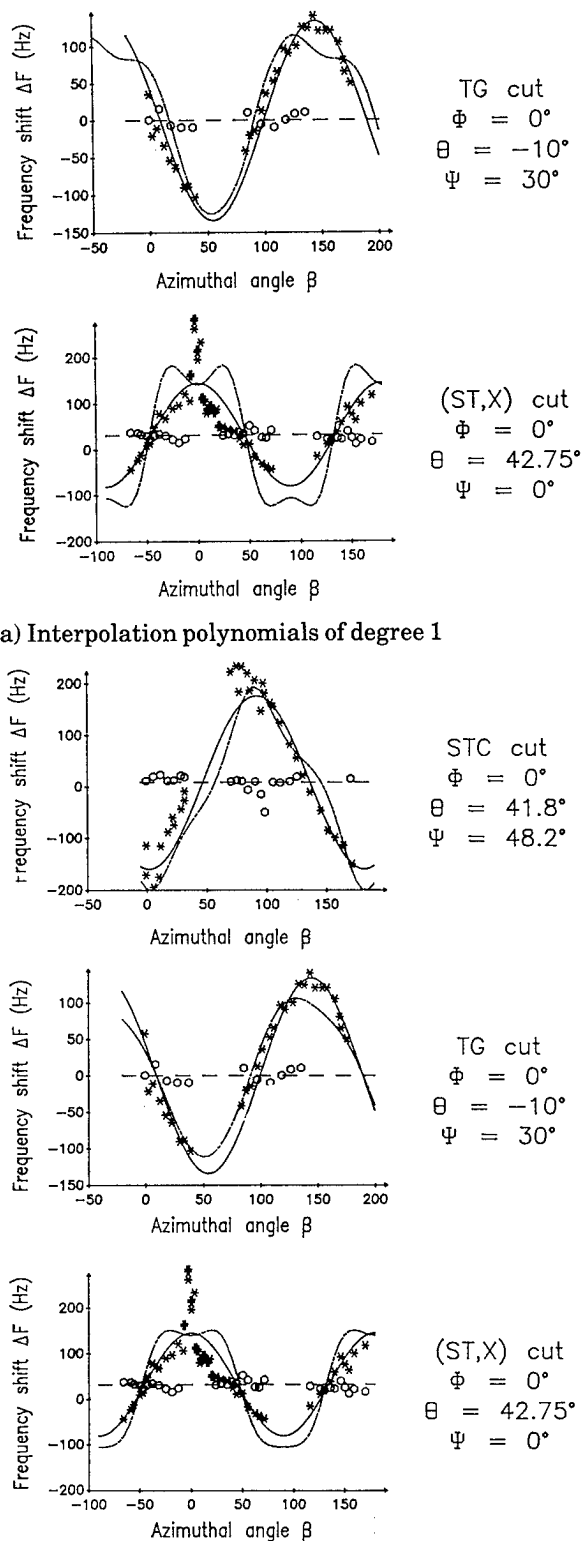 Frequency shift ΔF (Hz)
100
50
0
−50
−100
−150
−50 0 50 100 150 200
Azimuthal angle β
TG cut
Φ = 0°
θ = −10°
Ψ = 30°
Frequency shift ΔF (Hz)
200
100
0
−100
−200
−100 −50 0 50 100 150
Azimuthal angle β
(ST,X) cut
Φ = 0°
θ = 42.75°
Ψ = 0°
a) Interpolation polynomials of degree 1
Frequency shift ΔF (Hz)
200
100
0
−100
−200
−50 0 50 100 150
Azimuthal angle β
STC cut
Φ = 0°
θ = 41.8°
Ψ = 48.2°
Frequency shift ΔF (Hz)
100
50
0
−50
−100
−150
−50 0 50 100 150 200
Azimuthal angle β
TG cut
Φ = 0°
θ = −10°
Ψ = 30°
Frequency shift ΔF (Hz)
200
100
0
−100
−200
−100 −50 0 50 100 150
Azimuthal angle β
(ST,X) cut
Φ = 0°
θ = 42.75°
Ψ = 0°